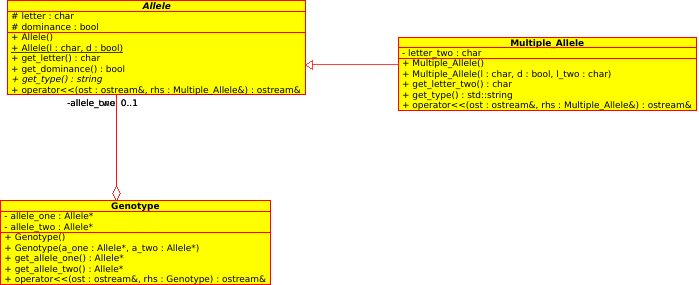 Allele
# letter : char
# dominance : bool
+ Allele()
+ Allele(l : char, d : bool)
+ get_letter() : char
+ get_dominance() : bool
+ get_type() : string
+ operator<<(ost : ostream&, rhs : Multiple_Allele&) : ostream&
Multiple_Allele
- letter_two : char
+ Multiple_Allele()
+ Multiple_Allele(l : char, d : bool, l_two : char)
+ get_letter_two() : char
+ get_type() : std::string
+ operator<<(ost : ostream&, rhs : Multiple_Allele&) : ostream&
0..1
Genotype
- allele_one : Allele*
- allele_two : Allele*
+ Genotype()
+ Genotype(a_one : Allele*, a_two : Allele*)
+ get_allele_one() : Allele*
+ get_allele_two() : Allele*
+ operator<<(ost : ostream&, rhs : Genotype) : ostream&